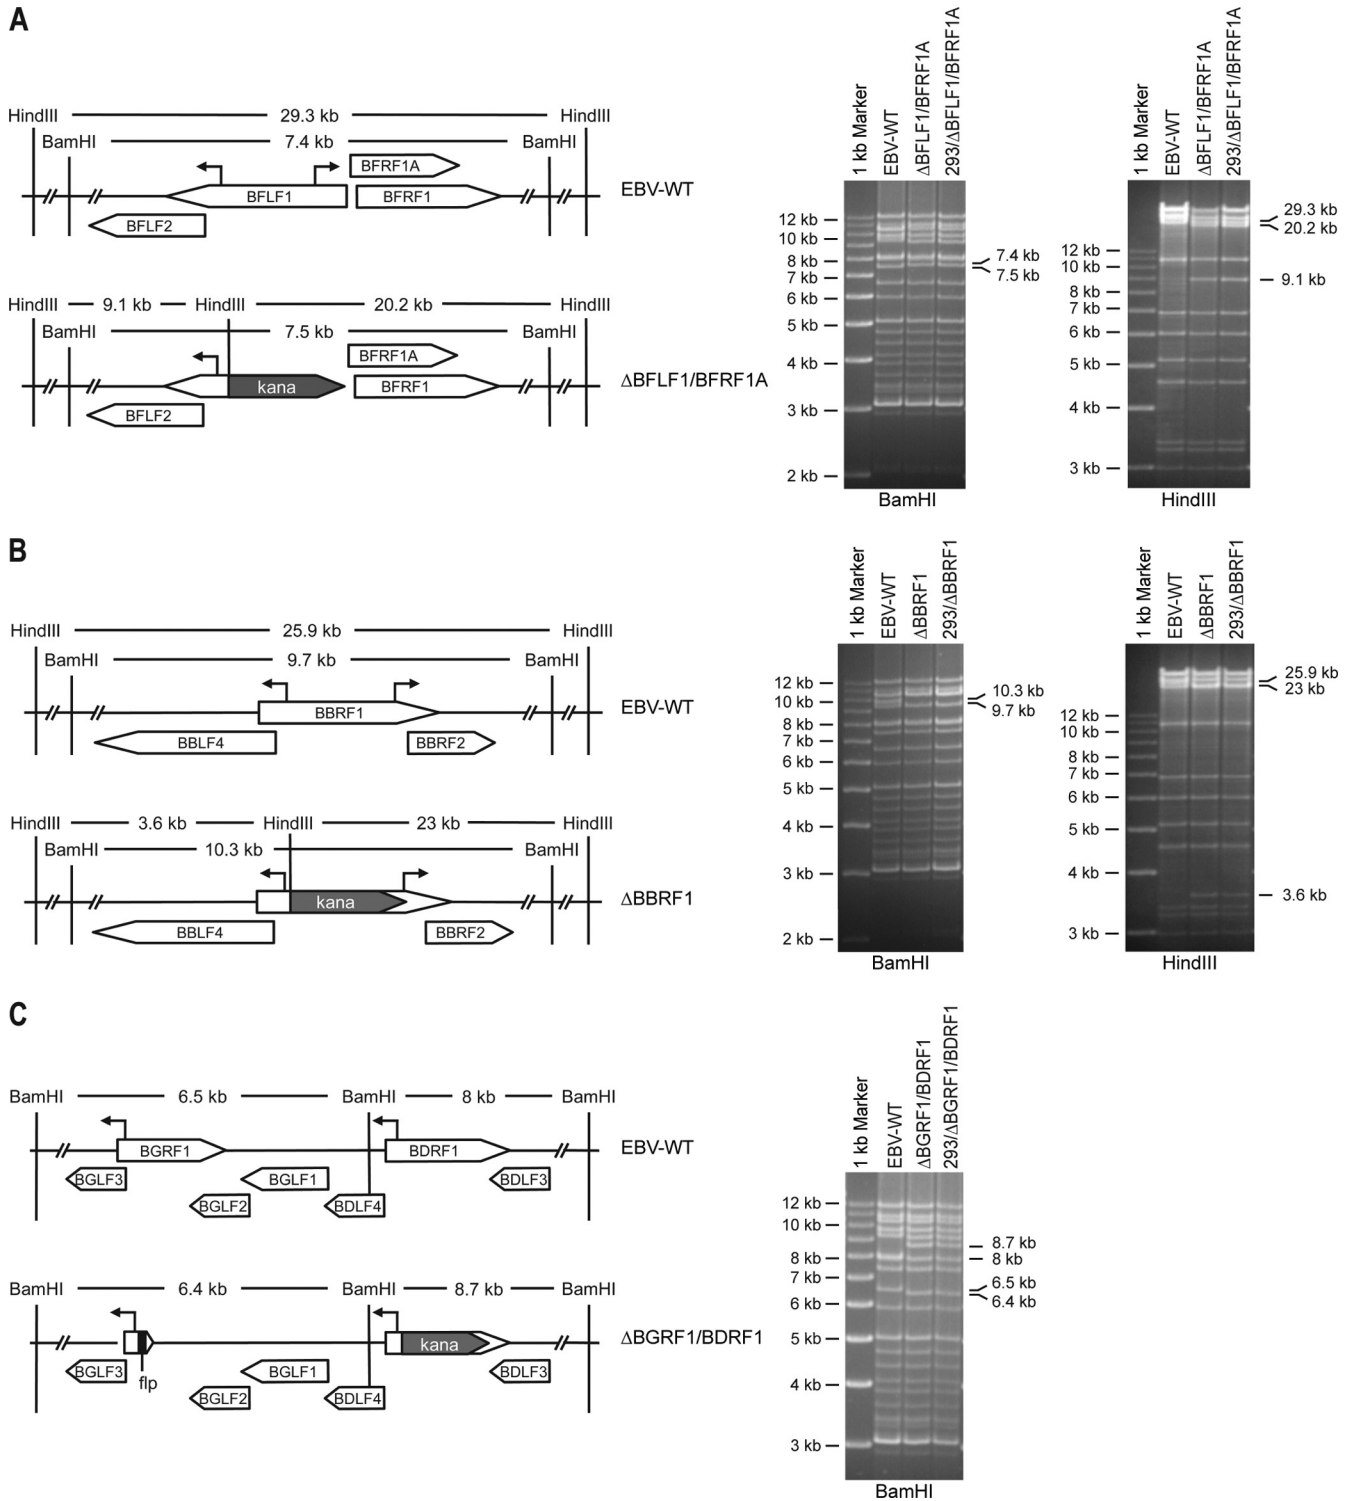 A
HindIII 29.3 kb HindIII
BamHI 7.4 kb BamHI
BFRF1A
BFLF1 BFRF1 EBV-WT
BFLF2
HindIII 9.1 kb HindIII 20.2 kb HindIII
BamHI 7.5 kb BamHI
BFRF1A
kana BFRF1 ΔBFLF1/BFRF1A
BFLF2
1 kb Marker
EBV-WT
ΔBFLF1/BFRF1A
293/ΔBFLF1/BFRF1A
12 kb
10 kb
8 kb
7 kb
6 kb
5 kb
4 kb
3 kb
2 kb
7.4 kb
7.5 kb
BamHI
1 kb Marker
EBV-WT
ΔBFLF1/BFRF1A
293/ΔBFLF1/BFRF1A
12 kb
10 kb
8 kb
7 kb
6 kb
5 kb
4 kb
3 kb
29.3 kb
20.2 kb
9.1 kb
HindIII
B
HindIII 25.9 kb HindIII
BamHI 9.7 kb BamHI
BBRF1 EBV-WT
BBLF4 BBRF2
HindIII 3.6 kb HindIII 23 kb HindIII
BamHI 10.3 kb BamHI
kana ΔBBRF1
BBLF4 BBRF2
1 kb Marker
EBV-WT
ΔBBRF1
293/ΔBBRF1
12 kb
10 kb
8 kb
7 kb
6 kb
5 kb
4 kb
3 kb
2 kb
10.3 kb
9.7 kb
BamHI
1 kb Marker
EBV-WT
ΔBBRF1
293/ΔBBRF1
12 kb
10 kb
8 kb
7 kb
6 kb
5 kb
4 kb
3 kb
25.9 kb
23 kb
3.6 kb
HindIII
C
BamHI 6.5 kb BamHI 8 kb BamHI
BGRF1 BDRF1 EBV-WT
BGLF3 BGLF1 BDLF3
BGLF2 BDLF4
BamHI 6.4 kb BamHI 8.7 kb BamHI
kana ΔBGRF1/BDRF1
BGLF3 flp BGLF1 BDLF3
BGLF2 BDLF4
1 kb Marker
EBV-WT
ΔBGRF1/BDRF1
293/ΔBGRF1/BDRF1
12 kb
10 kb
8 kb
7 kb
6 kb
5 kb
4 kb
3 kb
8.7 kb
8 kb
6.5 kb
6.4 kb
BamHI